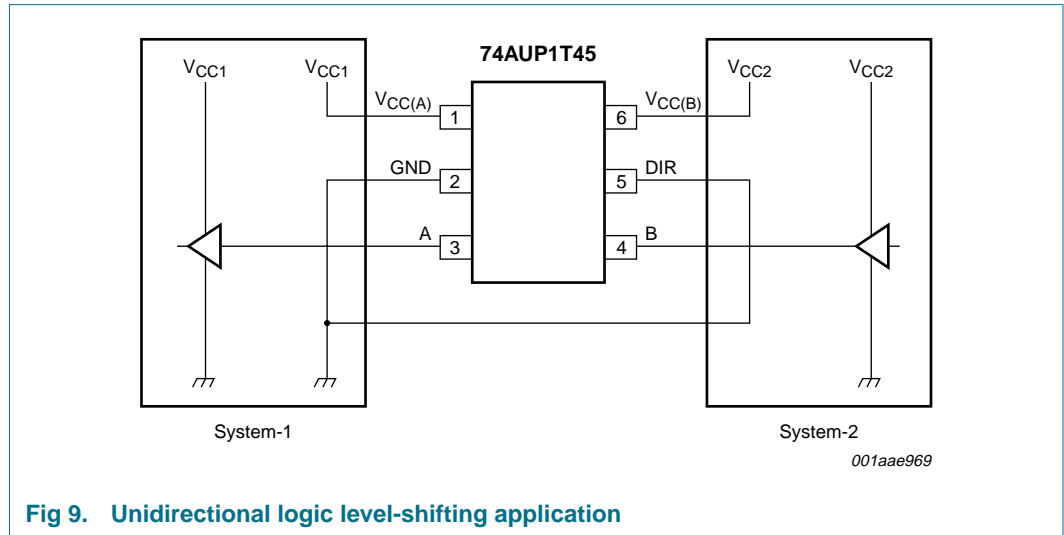 74AUP1T45
VCC1 VCC1 VCC2 VCC2
VCC(A) VCC(B)
1 6
GND DIR
2 5
A B
3 4
System-1 System-2
001aae969
Fig 9. Unidirectional logic level-shifting application